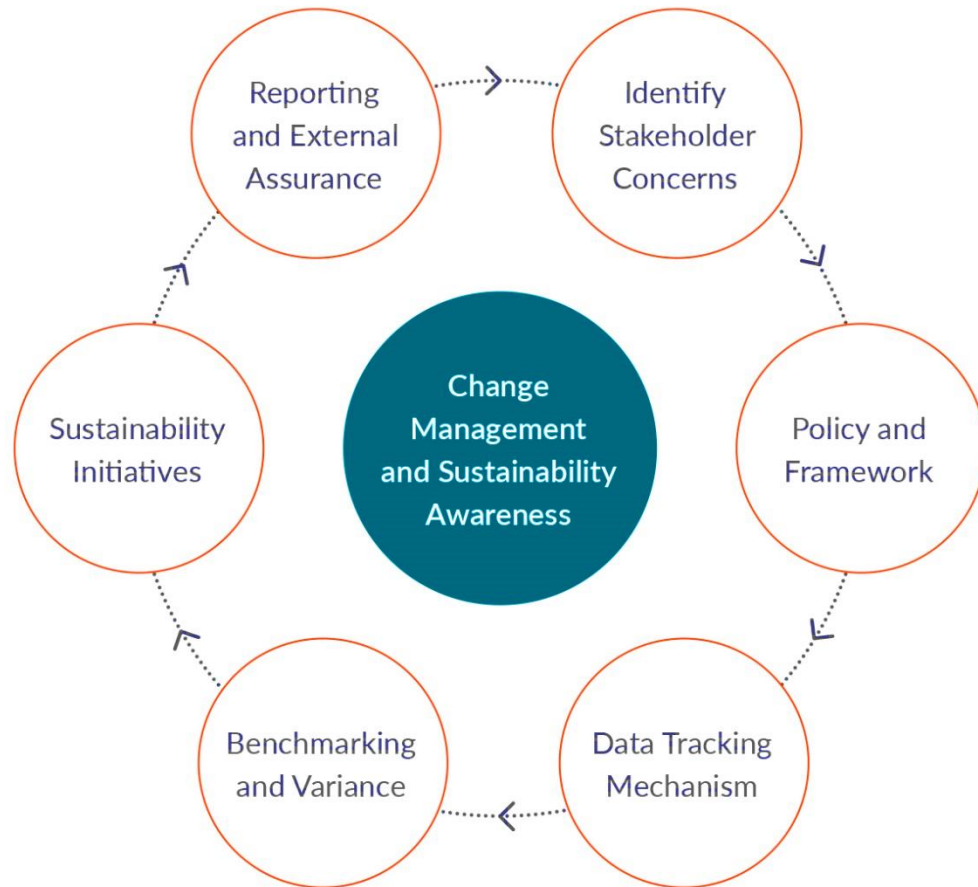 Reporting
and External
Assurance
Identify
Stakeholder
Concerns
Policy and
Framework
Data Tracking
Mechanism
Benchmarking
and Variance
Sustainability
Initiatives
Change
Management
and Sustainability
Awareness